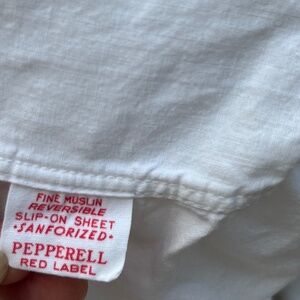 FINE MUSLIN
REVERSIBLE
SLIP-ON SHEET
•SANFORIZED•
PEPPERELL
RED LABEL